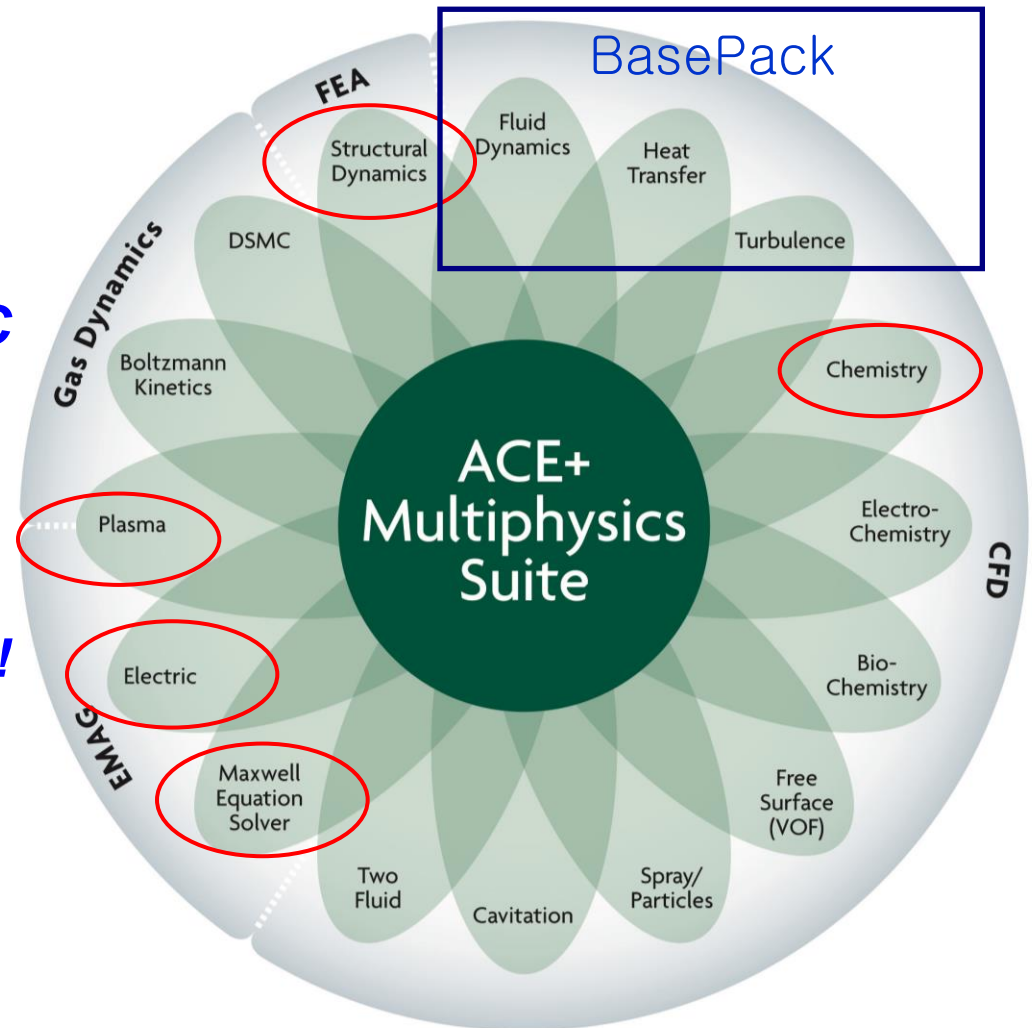 BasePack
FEA
Structural
Dynamics
Fluid
Dynamics
Heat
Transfer
Turbulence
DSMC
Gas Dynamics
Boltzmann
Kinetics
Chemistry
C
ACE+
Multiphysics
Suite
Plasma
Electro-
Chemistry
CFD
!
Electric
Bio-
Chemistry
EMAG
Maxwell
Equation
Solver
Free
Surface
(VOF)
Two
Fluid
Cavitation
Spray/
Particles